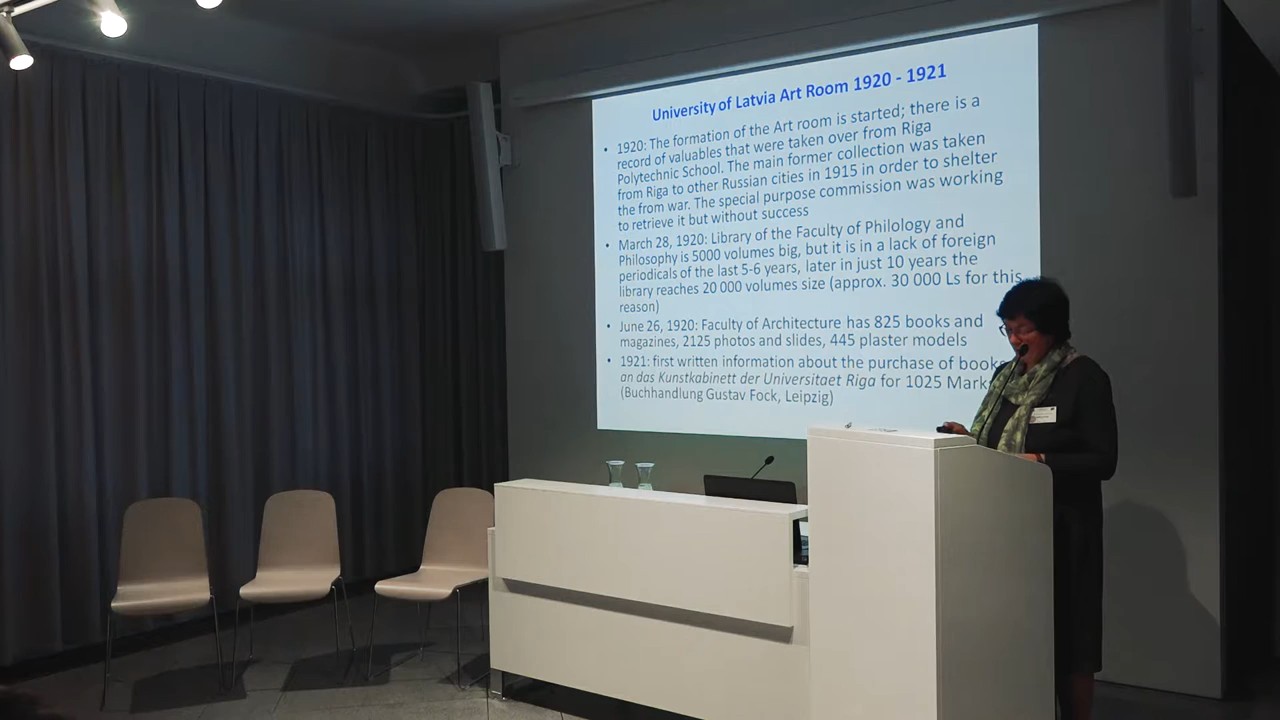 University of Latvia Art Room 1920 - 1921
• 1920: The formation of the Art room is started; there is a
record of valuables that were taken over from Riga
Polytechnic School. The main former collection was taken
from Riga to other Russian cities in 1915 in order to shelter
the from war. The special purpose commission was working
to retrieve it but without success
• March 28, 1920: Library of the Faculty of Philology and
Philosophy is 5000 volumes big, but it is in a lack of foreign
periodicals of the last 5-6 years, later in just 10 years the
library reaches 20 000 volumes size (approx. 30 000 Ls for this
reason)
• June 26, 1920: Faculty of Architecture has 825 books and
magazines, 2125 photos and slides, 445 plaster models
• 1921: first written information about the purchase of books
an das Kunstkabinett der Universitaet Riga for 1025 Mark
(Buchhandlung Gustav Fock, Leipzig)